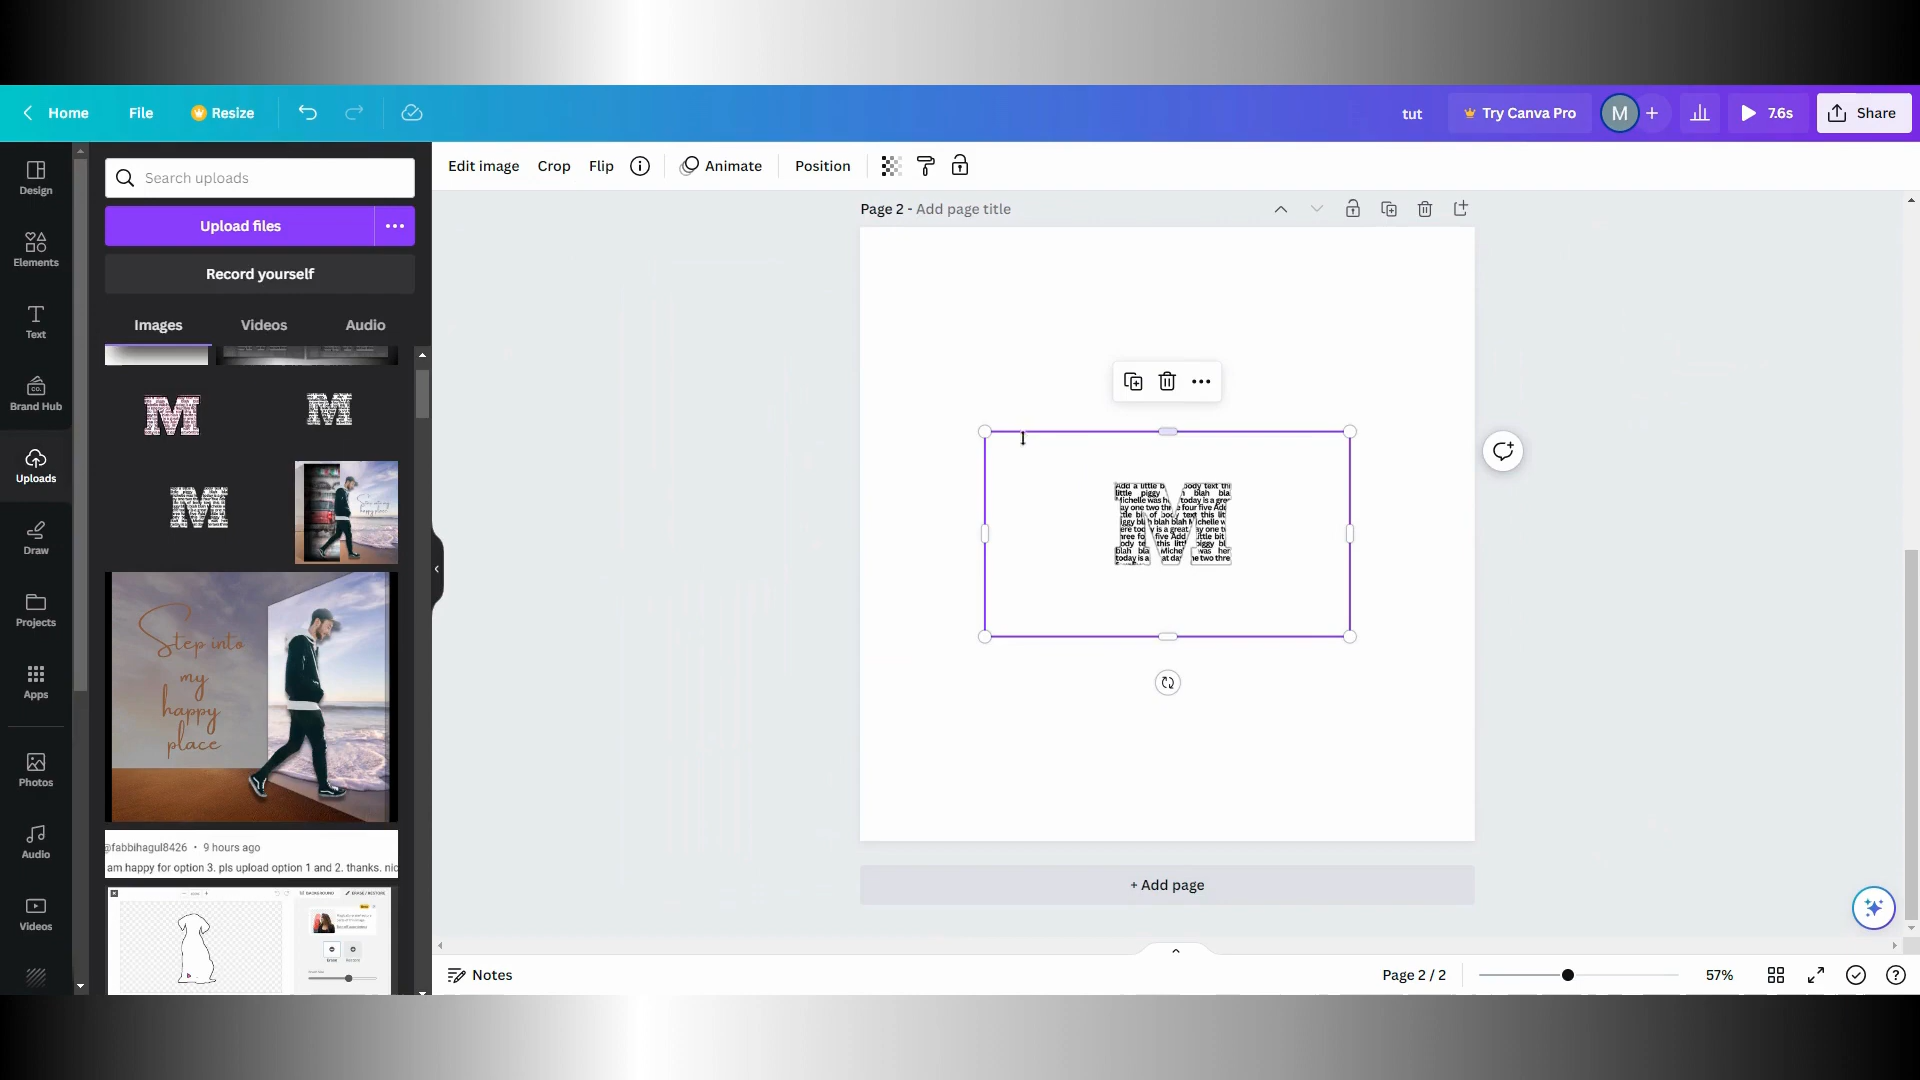 Home File Resize tut Try Canva Pro M 7.6s Share
Design
Elements
Text
Brand Hub
Uploads
Draw
Projects
Apps
Photos
Audio
Videos
Search uploads
Upload files
Record yourself
Images Videos Audio
M M
M
Step into
my
happy
place
@fabbihagul8426 • 9 hours ago
am happy for option 3. pls upload option 1 and 2. thanks. nic
Edit image Crop Flip Animate Position
Page 2 - Add page title
M
+ Add page
Notes Page 2 / 2 57%